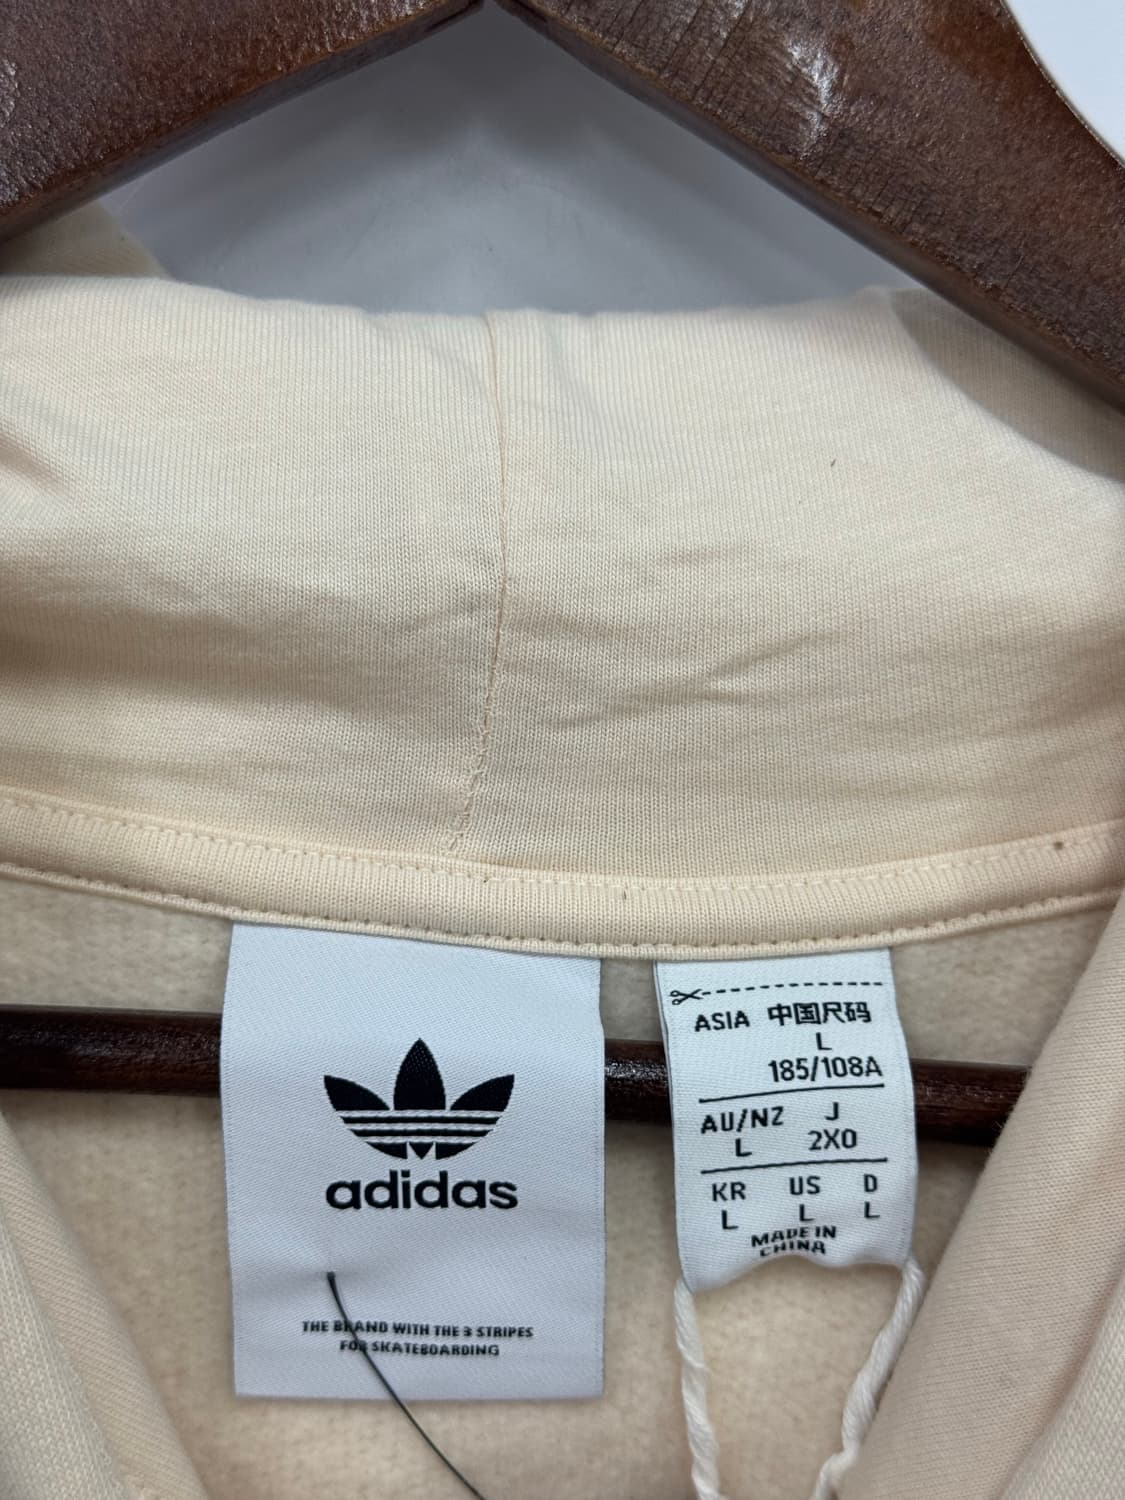 adidas
THE BRAND WITH THE 3 STRIPES
FOR SKATEBOARDING
ASIA 中国尺码
L
185/108A
AU/NZ J
L 2XO
KR US D
L L L
MADE IN
CHINA